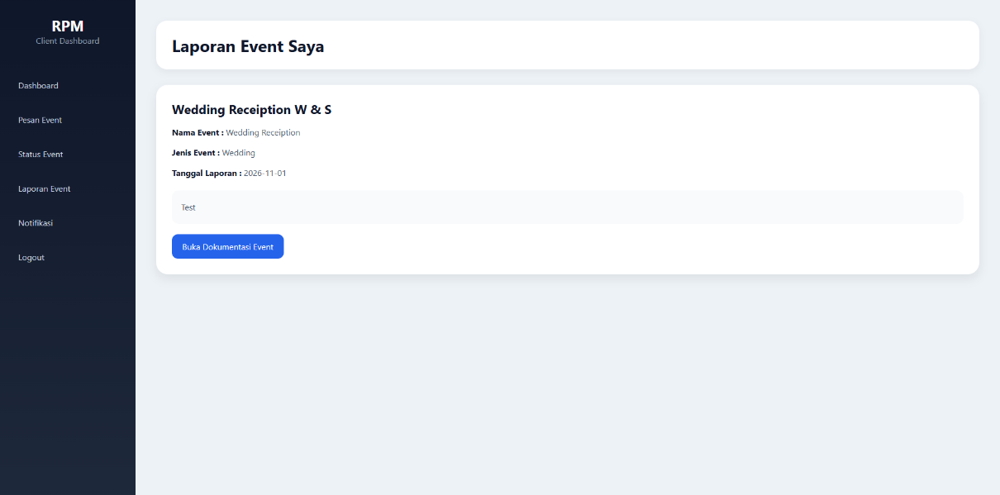 RPM
Client Dashboard
Dashboard
Pesan Event
Status Event
Laporan Event
Notifikasi
Logout
Laporan Event Saya
Wedding Receiption W & S
Nama Event : Wedding Receiption
Jenis Event : Wedding
Tanggal Laporan : 2026-11-01
Test
Buka Dokumentasi Event